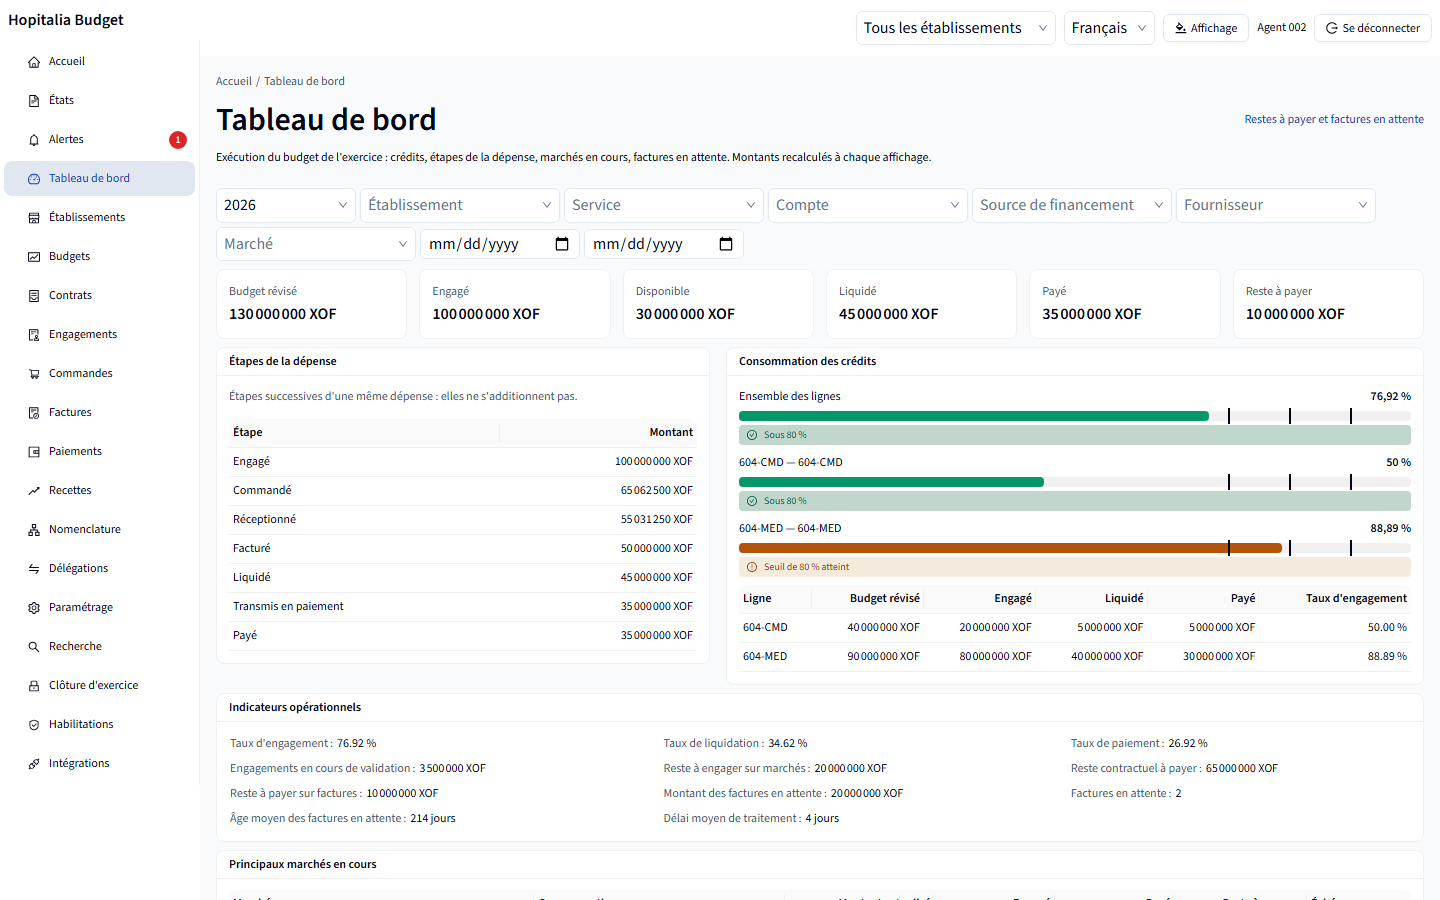 Hopitalia Budget
Tous les établissements
Français
Affichage
Agent 002
Se déconnecter
Accueil
États
Alertes
1
Tableau de bord
Établissements
Budgets
Contrats
Engagements
Commandes
Factures
Paiements
Recettes
Nomenclature
Délégations
Paramétrage
Recherche
Clôture d'exercice
Habilitations
Intégrations
Accueil / Tableau de bord
Tableau de bord
Restes à payer et factures en attente
Exécution du budget de l'exercice : crédits, étapes de la dépense, marchés en cours, factures en attente. Montants recalculés à chaque affichage.
2026
Établissement
Service
Compte
Source de financement
Fournisseur
Marché
mm/dd/yyyy
mm/dd/yyyy
Budget révisé
130 000 000 XOF
Engagé
100 000 000 XOF
Disponible
30 000 000 XOF
Liquidé
45 000 000 XOF
Payé
35 000 000 XOF
Reste à payer
10 000 000 XOF
Étapes de la dépense
Étapes successives d'une même dépense : elles ne s'additionnent pas.
Étape Montant
Engagé 100 000 000 XOF
Commandé 65 062 500 XOF
Réceptionné 55 031 250 XOF
Facturé 50 000 000 XOF
Liquidé 45 000 000 XOF
Transmis en paiement 35 000 000 XOF
Payé 35 000 000 XOF
Consommation des crédits
Ensemble des lignes 76,92 %
Sous 80 %
604-CMD — 604-CMD 50 %
Sous 80 %
604-MED — 604-MED 88,89 %
Seuil de 80 % atteint
Ligne Budget révisé Engagé Liquidé Payé Taux d'engagement
604-CMD 40 000 000 XOF 20 000 000 XOF 5 000 000 XOF 5 000 000 XOF 50.00 %
604-MED 90 000 000 XOF 80 000 000 XOF 40 000 000 XOF 30 000 000 XOF 88.89 %
Indicateurs opérationnels
Taux d'engagement : 76.92 % Taux de liquidation : 34.62 % Taux de paiement : 26.92 %
Engagements en cours de validation : 3 500 000 XOF Reste à engager sur marchés : 20 000 000 XOF Reste contractuel à payer : 65 000 000 XOF
Reste à payer sur factures : 10 000 000 XOF Montant des factures en attente : 20 000 000 XOF Factures en attente : 2
Âge moyen des factures en attente : 214 jours Délai moyen de traitement : 4 jours
Principaux marchés en cours